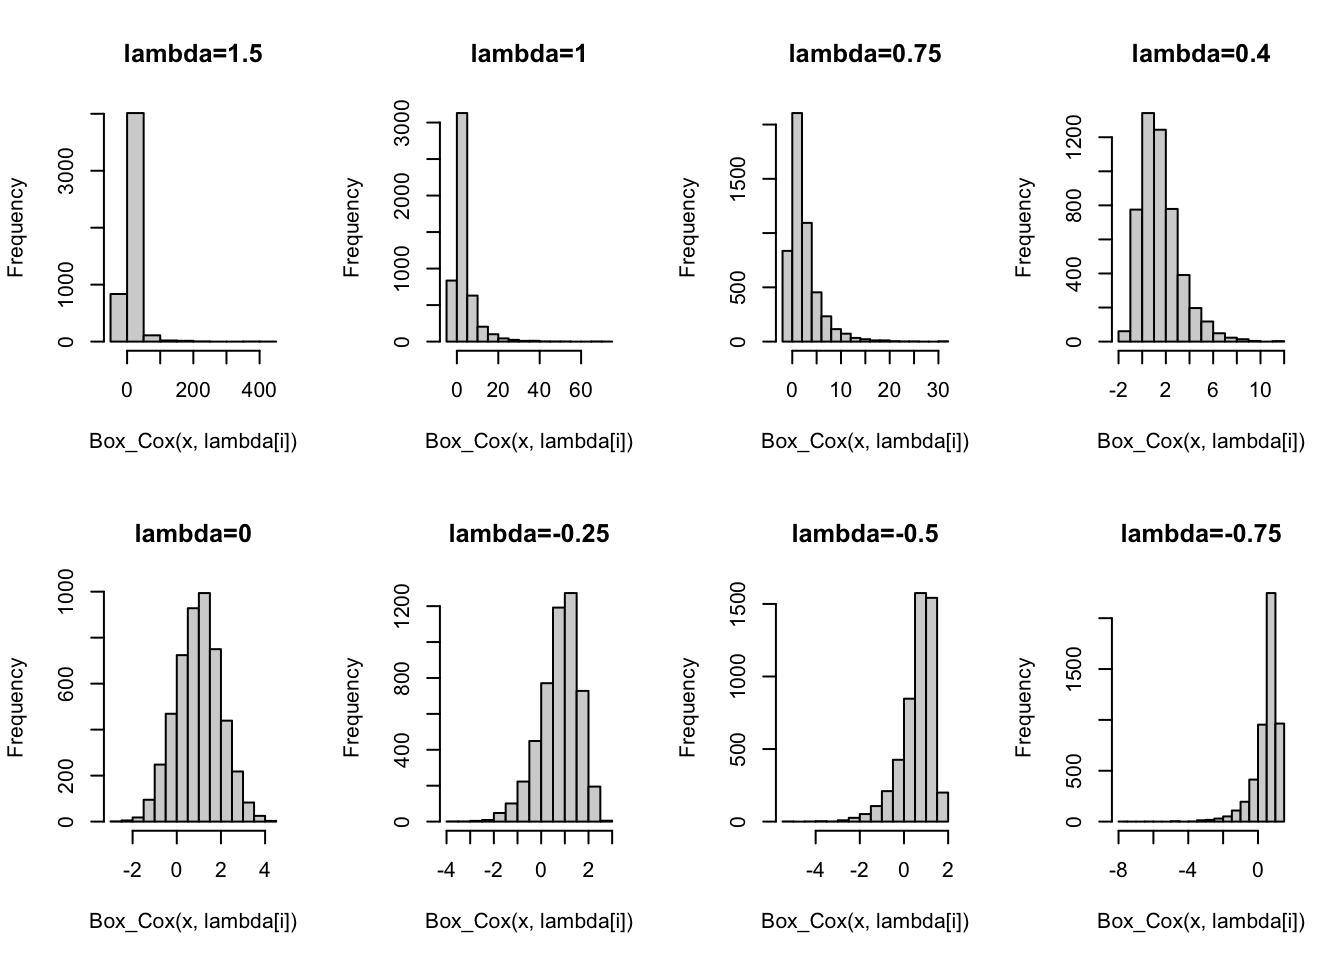 lambda=1.5
Frequency
3000
1000
0
0 200 400
Box_Cox(x, lambda[i])
lambda=1
Frequency
3000
2000
1000
0
0 20 40 60
Box_Cox(x, lambda[i])
lambda=0.75
Frequency
1500
500
0
0 10 20 30
Box_Cox(x, lambda[i])
lambda=0.4
Frequency
1200
800
400
0
-2 2 6 10
Box_Cox(x, lambda[i])
lambda=0
Frequency
1000
600
200
0
-2 0 2 4
Box_Cox(x, lambda[i])
lambda=-0.25
Frequency
1200
800
400
0
-4 -2 0 2
Box_Cox(x, lambda[i])
lambda=-0.5
Frequency
1500
1000
500
0
-4 -2 0 2
Box_Cox(x, lambda[i])
lambda=-0.75
Frequency
1500
500
0
-8 -4 0
Box_Cox(x, lambda[i])